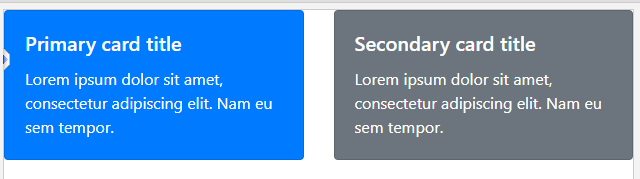 Primary card title
Lorem ipsum dolor sit amet,
consectetur adipiscing elit. Nam eu
sem tempor.
Secondary card title
Lorem ipsum dolor sit amet,
consectetur adipiscing elit. Nam eu
sem tempor.